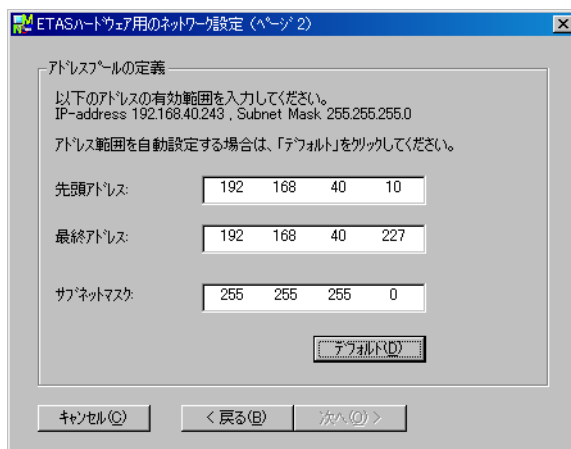 ETASハードウェア用のネットワーク設定 (ページ 2)
アドレスプールの定義
以下のアドレスの有効範囲を入力してください。
IP-address 192.168.40.243 , Subnet Mask 255.255.255.0
アドレス範囲を自動設定する場合は、「デフォルト」をクリックしてください。
先頭アドレス: 192 168 40 10
最終アドレス: 192 168 40 227
サブネットマスク: 255 255 255 0
デフォルト(D)
キャンセル(C) < 戻る(B) 次へ(O) >